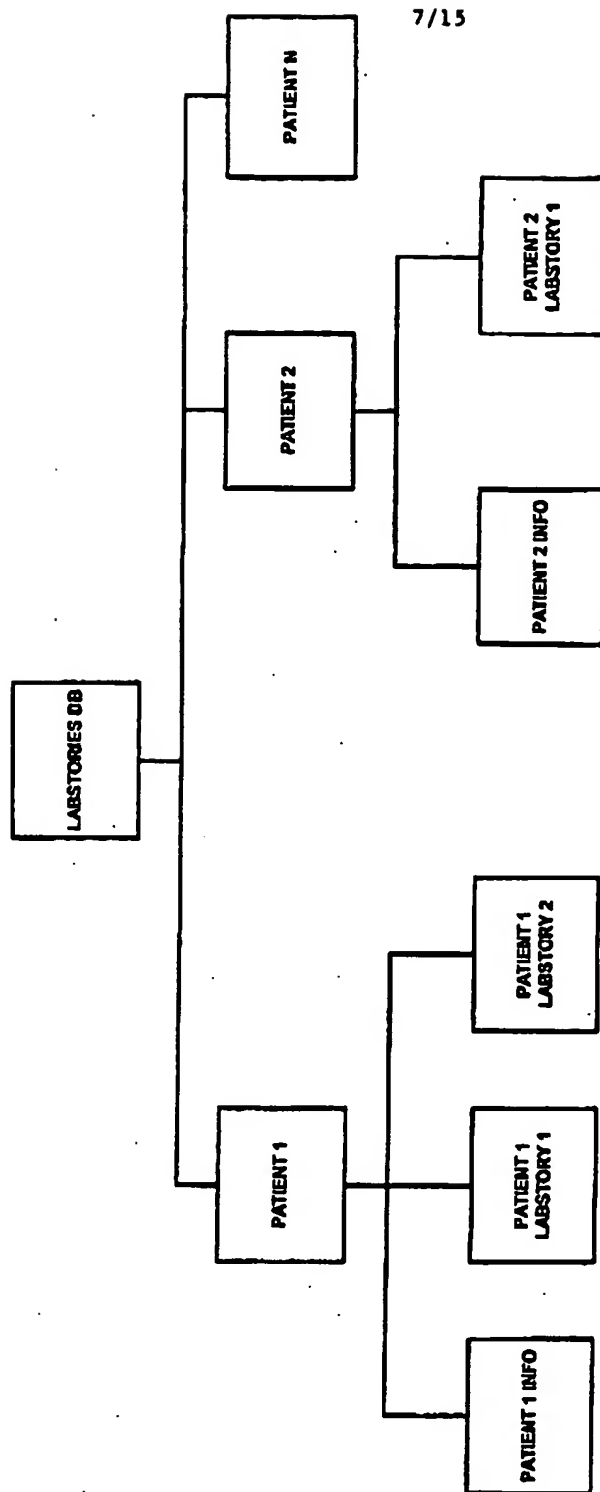 7/15
LABSTORIES DB
PATIENT 1
PATIENT 2
PATIENT N
PATIENT 1 INFO
PATIENT 1
LABSTORY 1
PATIENT 1
LABSTORY 2
PATIENT 2 INFO
PATIENT 2
LABSTORY 1